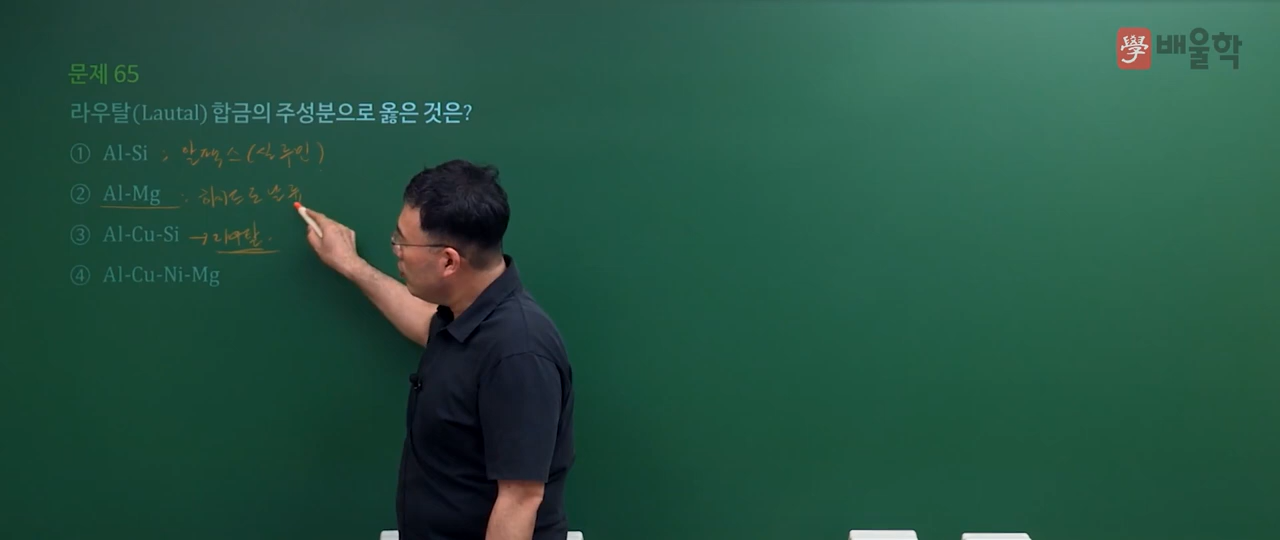 學 배울학
문제 65
라우탈(Lautal) 합금의 주성분으로 옳은 것은?
① Al-Si : 알팩스(실루민)
② Al-Mg : 하이드로날륨
③ Al-Cu-Si → 라우탈.
④ Al-Cu-Ni-Mg